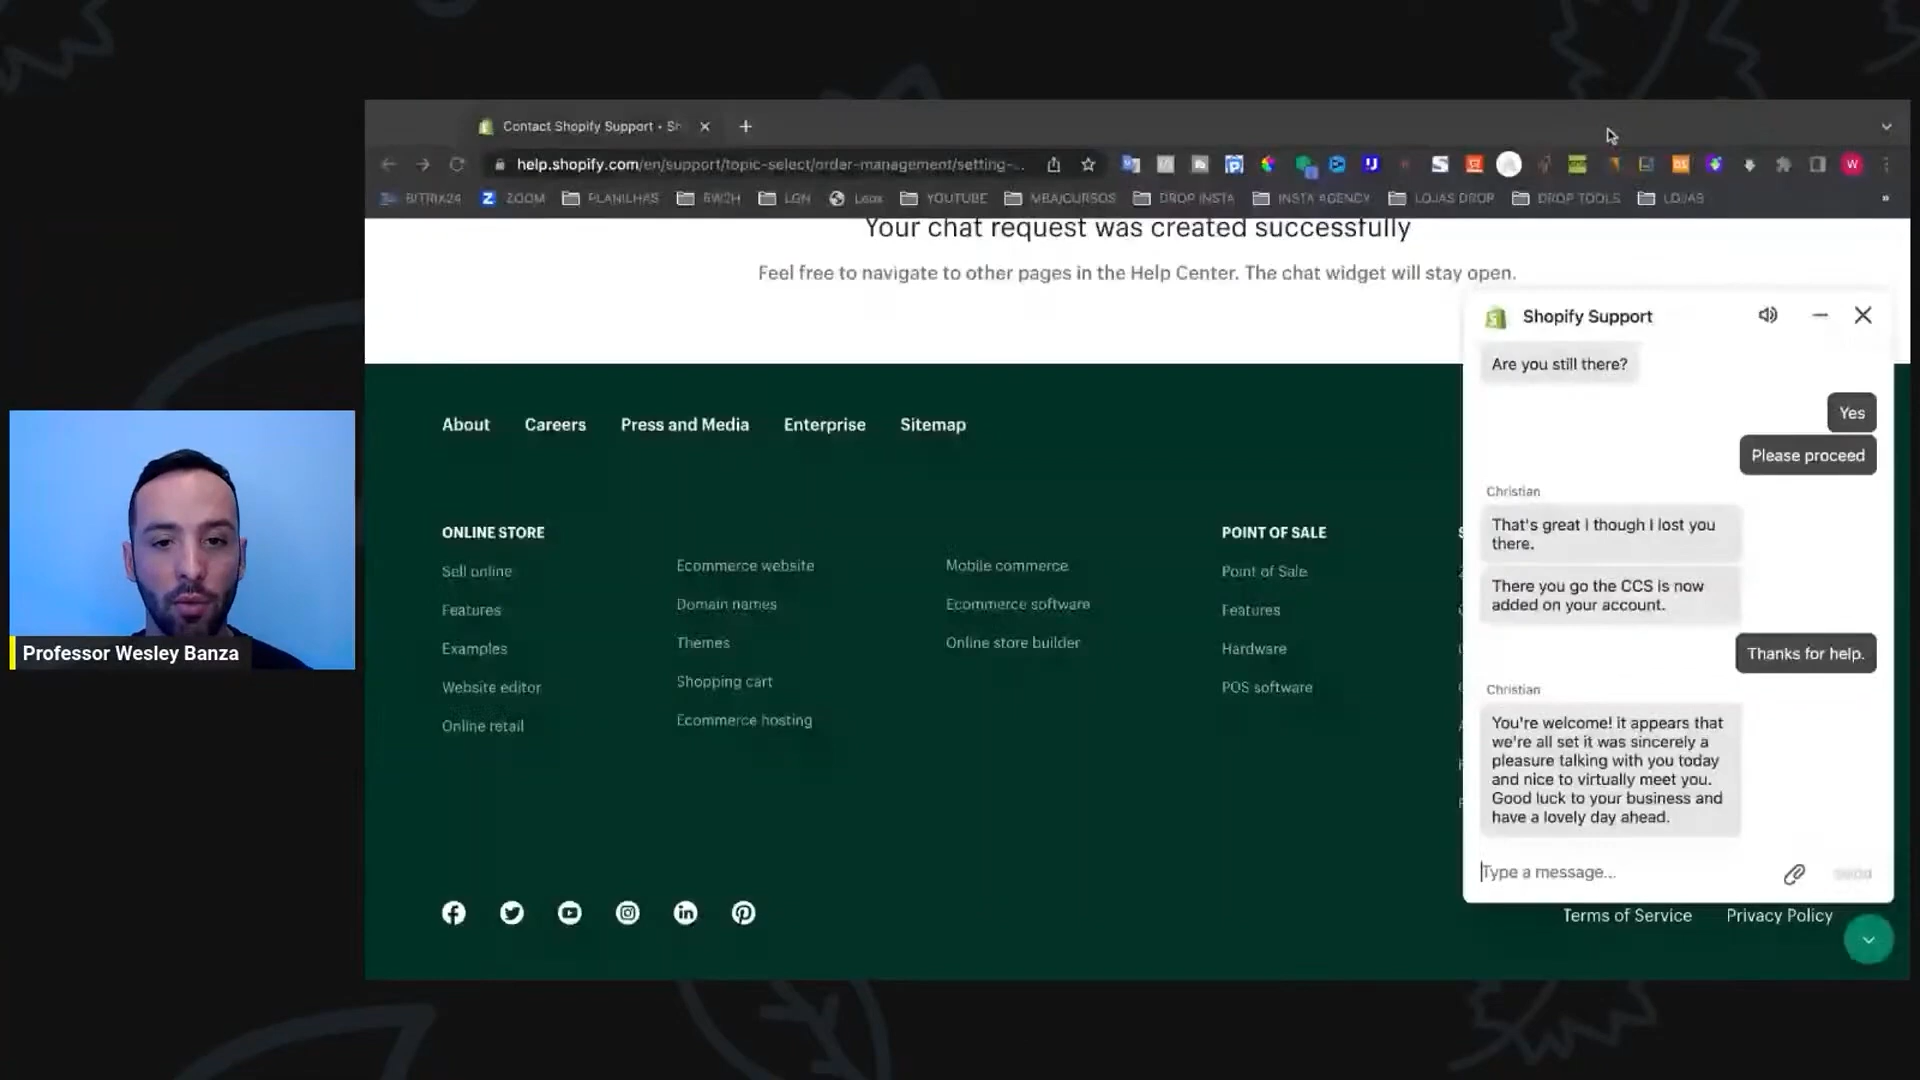 Contact Shopify Support • Sh
help.shopify.com/en/support/topic-select/order-management/setting-...
BITRIX24 ZOOM PLANILHAS 5W2H LGN YOUTUBE MBA/CURSOS DROP INSTA INSTA AGENCY LOJAS DROP DROP TOOLS LOJAS »
Your chat request was created successfully
Feel free to navigate to other pages in the Help Center. The chat widget will stay open.
Shopify Support
Are you still there?
Yes
Please proceed
Christian
That's great I though I lost you
there.
There you go the CCS is now
added on your account.
Thanks for help.
Christian
You're welcome! it appears that
we're all set it was sincerely a
pleasure talking with you today
and nice to virtually meet you.
Good luck to your business and
have a lovely day ahead.
Type a message...
About Careers Press and Media Enterprise Sitemap
ONLINE STORE
Sell online
Features
Examples
Website editor
Online retail
Ecommerce website
Domain names
Themes
Shopping cart
Ecommerce hosting
Mobile commerce
Ecommerce software
Online store builder
POINT OF SALE
Point of Sale
Features
Hardware
POS software
Terms of Service Privacy Policy
Professor Wesley Banza